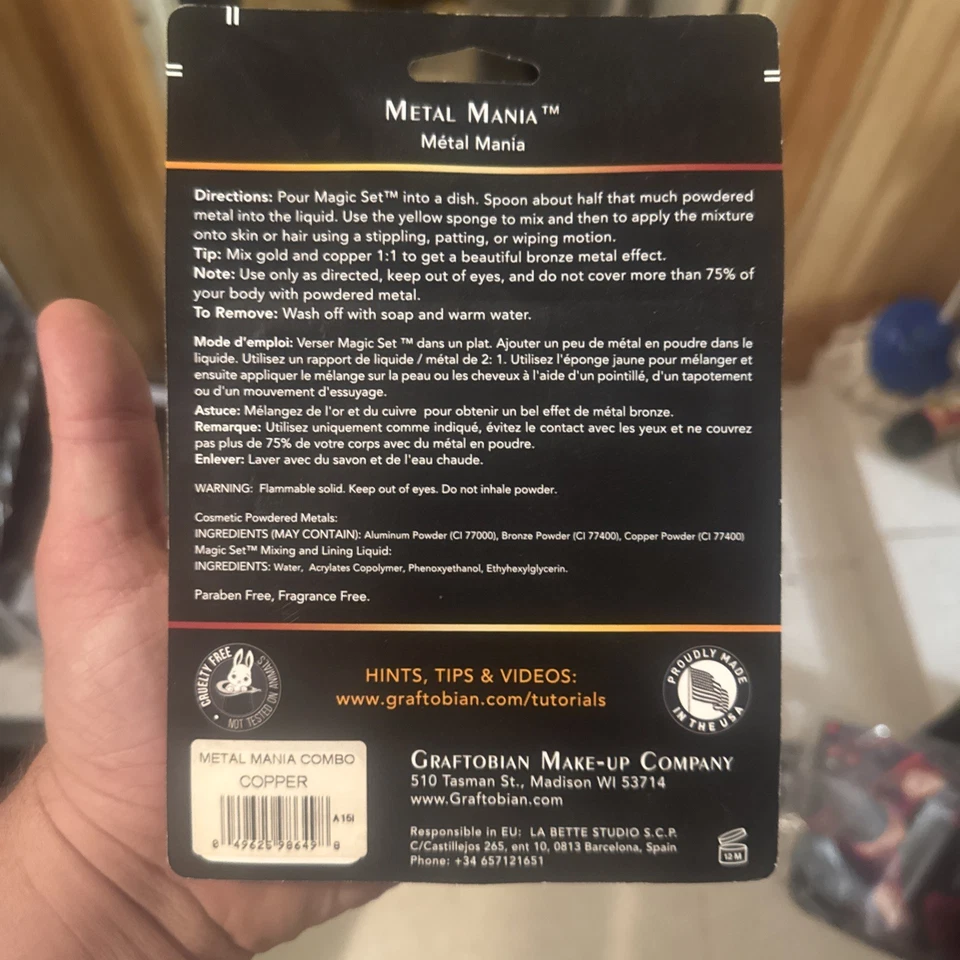 METAL MANIA™
Métal Mania
Directions: Pour Magic Set™ into a dish. Spoon about half that much powdered
metal into the liquid. Use the yellow sponge to mix and then to apply the mixture
onto skin or hair using a stippling, patting, or wiping motion.
Tip: Mix gold and copper 1:1 to get a beautiful bronze metal effect.
Note: Use only as directed, keep out of eyes, and do not cover more than 75% of
your body with powdered metal.
To Remove: Wash off with soap and warm water.
Mode d'emploi: Verser Magic Set ™ dans un plat. Ajouter un peu de métal en poudre dans le
liquide. Utilisez un rapport de liquide / métal de 2: 1. Utilisez l'éponge jaune pour mélanger et
ensuite appliquer le mélange sur la peau ou les cheveux à l'aide d'un pointillé, d'un tapotement
ou d'un mouvement d'essuyage.
Astuce: Mélangez de l'or et du cuivre pour obtenir un bel effet de métal bronze.
Remarque: Utilisez uniquement comme indiqué, évitez le contact avec les yeux et ne couvrez
pas plus de 75% de votre corps avec du métal en poudre.
Enlever: Laver avec du savon et de l'eau chaude.
WARNING: Flammable solid. Keep out of eyes. Do not inhale powder.
Cosmetic Powdered Metals:
INGREDIENTS (MAY CONTAIN): Aluminum Powder (CI 77000), Bronze Powder (CI 77400), Copper Powder (CI 77400)
Magic Set™ Mixing and Lining Liquid:
INGREDIENTS: Water, Acrylates Copolymer, Phenoxyethanol, Ethyhexylglycerin.
Paraben Free, Fragrance Free.
CRUELTY FREE
• NOT TESTED ON ANIMALS
HINTS, TIPS & VIDEOS:
www.graftobian.com/tutorials
PROUDLY MADE
IN THE USA
METAL MANIA COMBO
COPPER
A16I
0 49625 98649 8
GRAFTOBIAN MAKE-UP COMPANY
510 Tasman St., Madison WI 53714
www.Graftobian.com
Responsible in EU: LA BETTE STUDIO S.C.P.
C/Castillejos 265, ent 10, 0813 Barcelona, Spain
Phone: +34 657121651
12 M